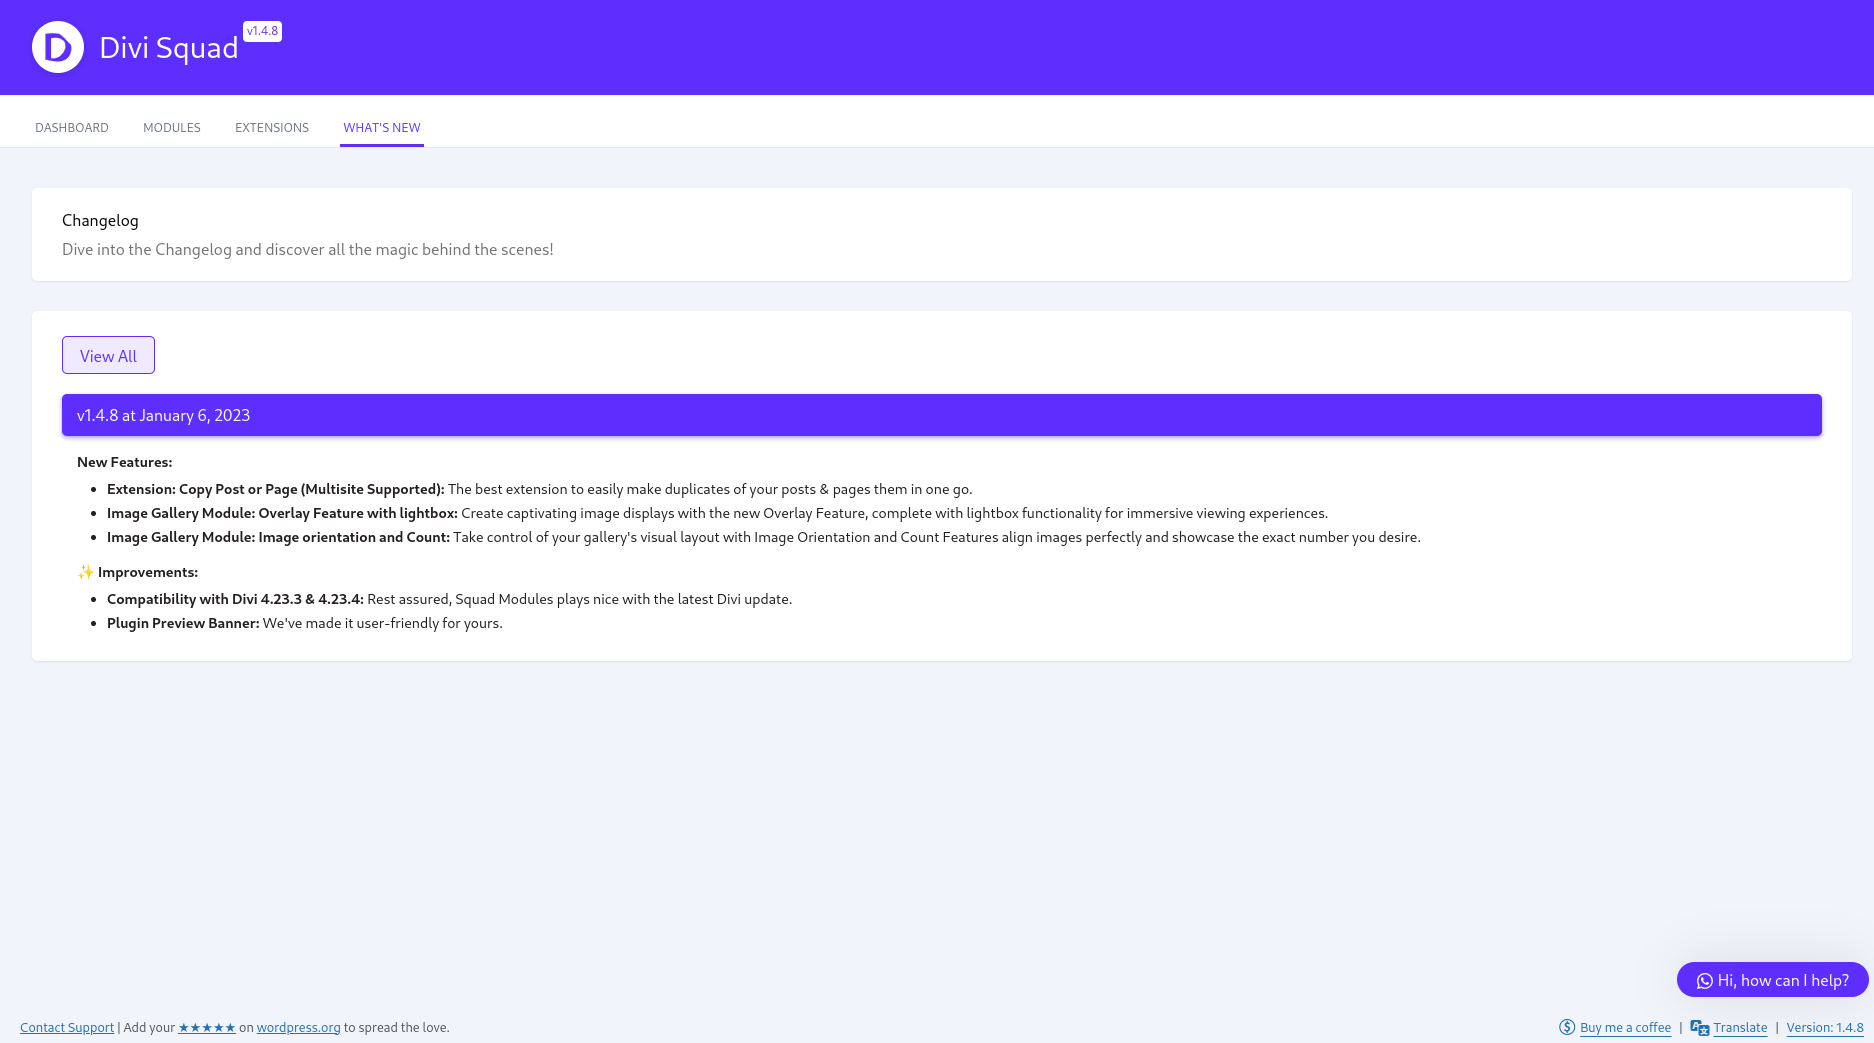 Divi Squad v1.4.8
DASHBOARD MODULES EXTENSIONS WHAT'S NEW
Changelog
Dive into the Changelog and discover all the magic behind the scenes!
View All
v1.4.8 at January 6, 2023
New Features:
• Extension: Copy Post or Page (Multisite Supported): The best extension to easily make duplicates of your posts & pages them in one go.
• Image Gallery Module: Overlay Feature with lightbox: Create captivating image displays with the new Overlay Feature, complete with lightbox functionality for immersive viewing experiences.
• Image Gallery Module: Image orientation and Count: Take control of your gallery's visual layout with Image Orientation and Count Features align images perfectly and showcase the exact number you desire.
✨ Improvements:
• Compatibility with Divi 4.23.3 & 4.23.4: Rest assured, Squad Modules plays nice with the latest Divi update.
• Plugin Preview Banner: We've made it user-friendly for yours.
Hi, how can I help?
Contact Support | Add your ★★★★★ on wordpress.org to spread the love.
Buy me a coffee | Translate | Version: 1.4.8